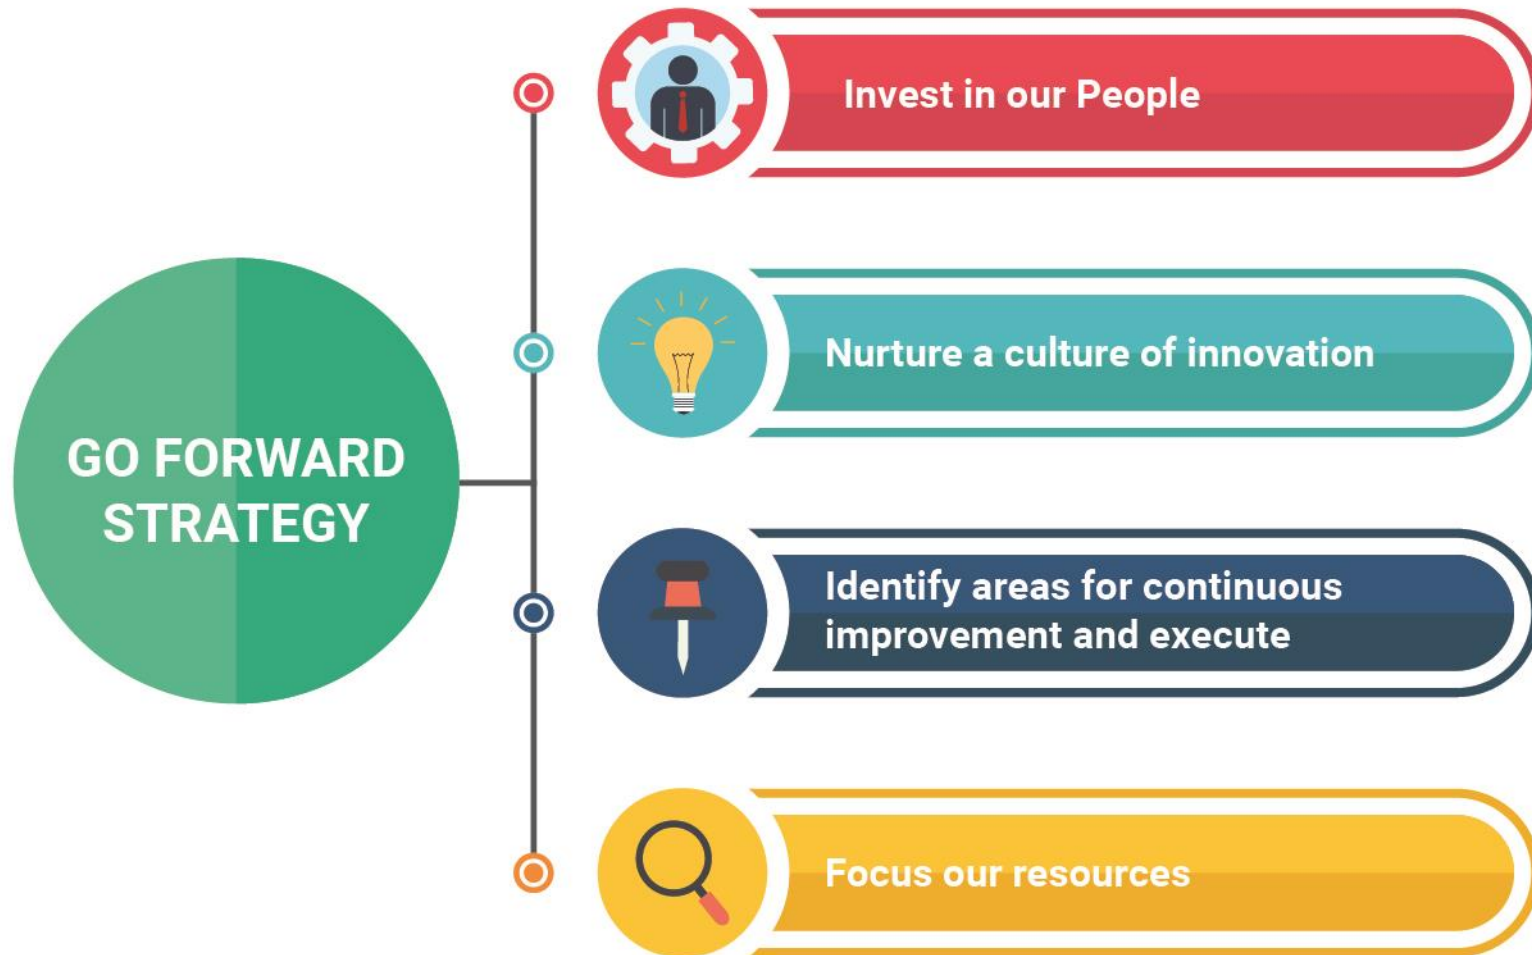 GO FORWARD
STRATEGY
Invest in our People
Nurture a culture of innovation
Identify areas for continuous
improvement and execute
Focus our resources